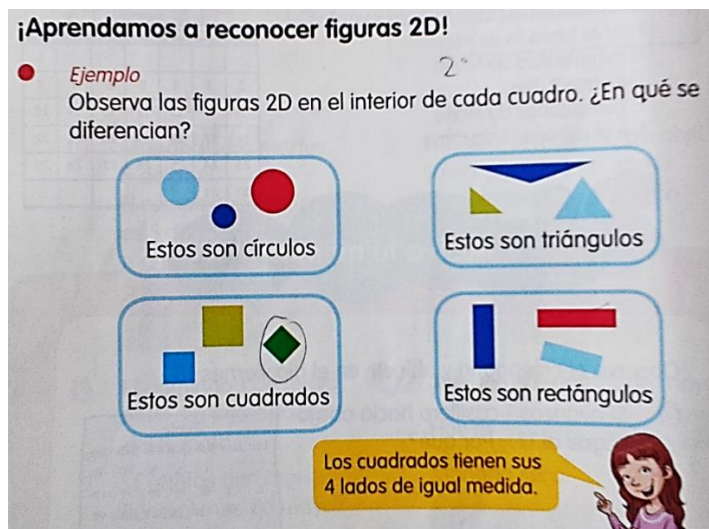 ¡Aprendamos a reconocer figuras 2D!
Ejemplo
Observa las figuras 2D en el interior de cada cuadro. ¿En qué se
diferencian?
Estos son círculos
Estos son triángulos
Estos son cuadrados
Estos son rectángulos
Los cuadrados tienen sus
4 lados de igual medida.